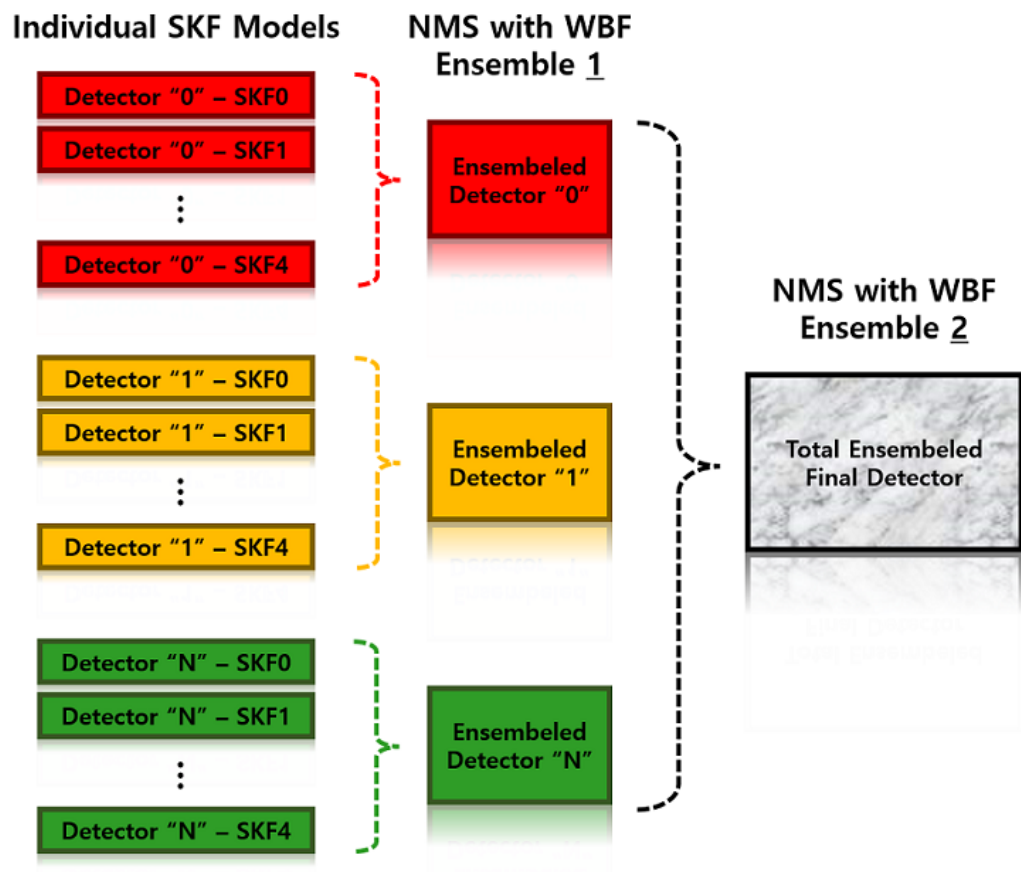 Individual SKF Models
Detector “0” – SKF0
Detector “0” – SKF1
Detector “0” – SKF4
Detector “1” – SKF0
Detector “1” – SKF1
Detector “1” – SKF4
Detector “N” – SKF0
Detector “N” – SKF1
Detector “N” – SKF4
NMS with WBF
Ensemble 1
Ensembeled
Detector “0”
Ensembeled
Detector “1”
Ensembeled
Detector “N”
NMS with WBF
Ensemble 2
Total Ensembeled
Final Detector